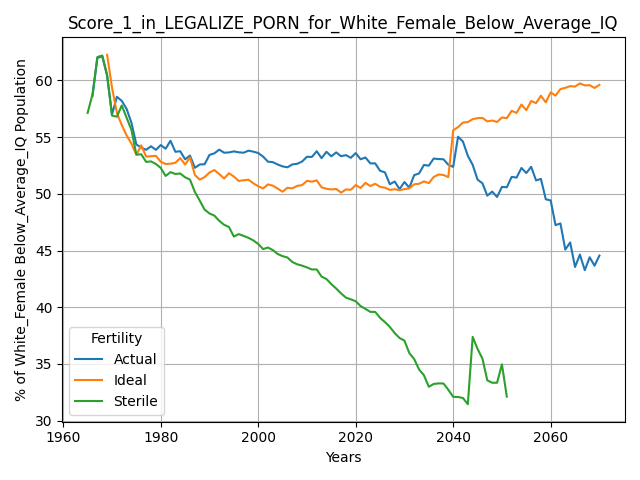 Score_1_in_LEGALIZE_PORN_for_White_Female_Below_Average_IQ
% of White_Female Below_Average_IQ Population
60
55
50
45
40
35
30
Fertility
Actual
Ideal
Sterile
1960 1980 2000 2020 2040 2060
Years